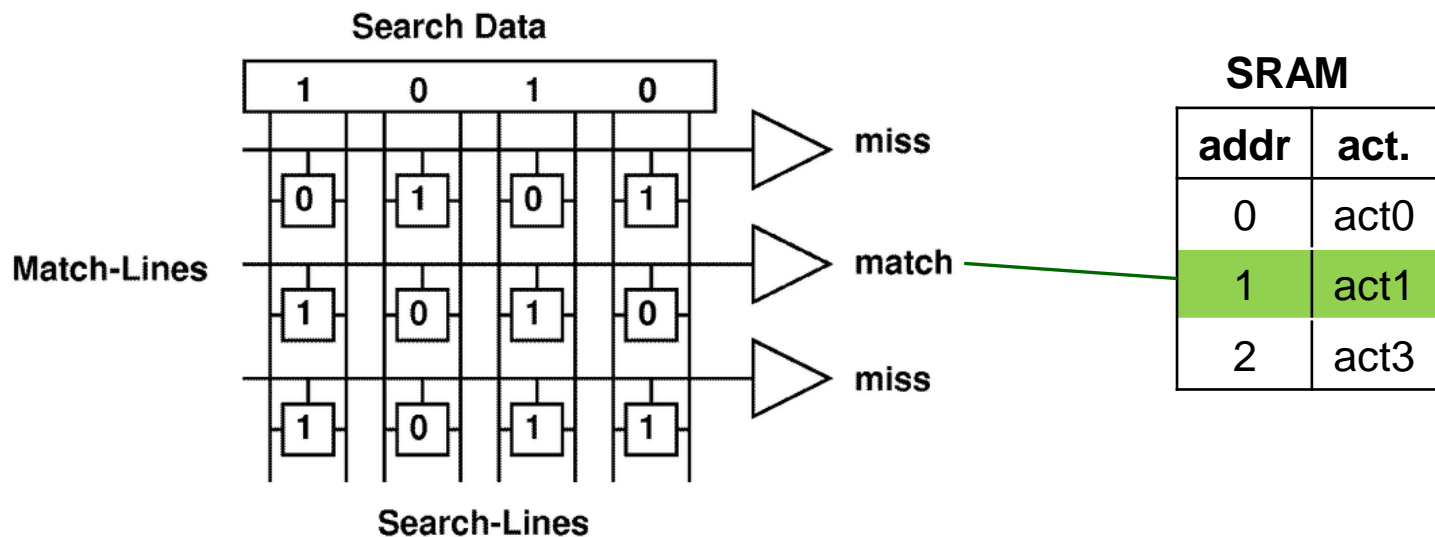 Search Data
1 0 1 0
miss
0 1 0 1
Match-Lines
match
1 0 1 0
miss
1 0 1 1
Search-Lines
SRAM
addr act.
0 act0
1 act1
2 act3